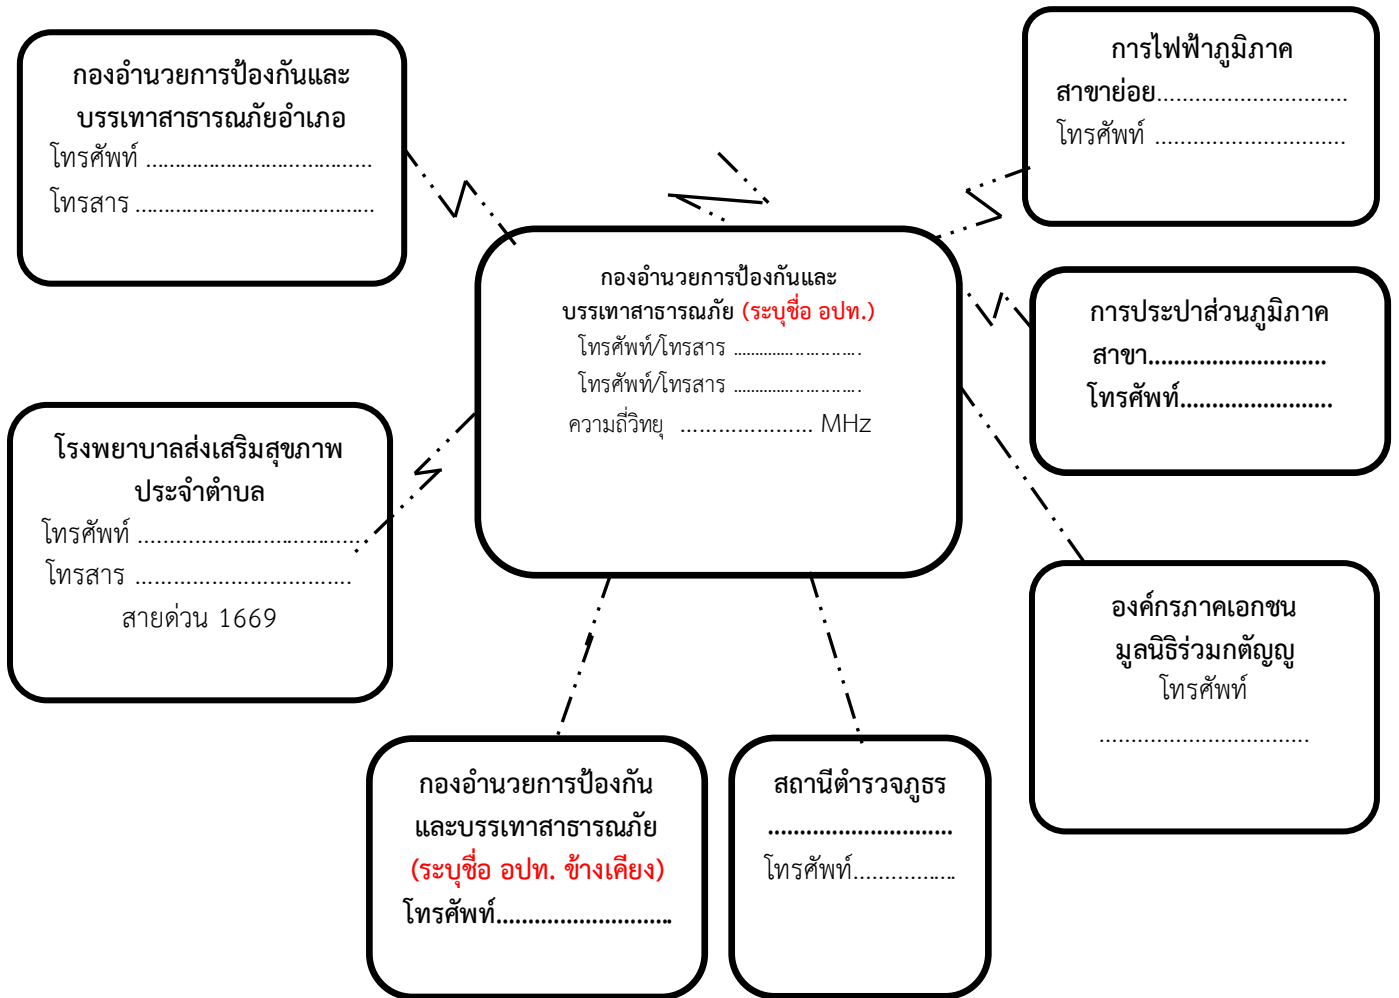 กองอำนวยการป้องกันและ
บรรเทาสาธารณภัยอำเภอ
โทรศัพท์ ..........................................
โทรสาร ..........................................
การไฟฟ้าภูมิภาค
สาขาย่อย..............................
โทรศัพท์ ..............................
กองอำนวยการป้องกันและ
บรรเทาสาธารณภัย (ระบุชื่อ อปท.)
โทรศัพท์/โทรสาร ............................
โทรศัพท์/โทรสาร ............................
ความถี่วิทยุ ..................... MHz
การประปาส่วนภูมิภาค
สาขา............................
โทรศัพท์........................
โรงพยาบาลส่งเสริมสุขภาพ
ประจำตำบล
โทรศัพท์ ....................................
โทรสาร ..................................
สายด่วน 1669
องค์กรภาคเอกชน
มูลนิธิร่วมกตัญญู
โทรศัพท์
.................................
กองอำนวยการป้องกัน
และบรรเทาสาธารณภัย
(ระบุชื่อ อปท. ข้างเคียง)
โทรศัพท์............................
สถานีตำรวจภูธร
.............................
โทรศัพท์.................